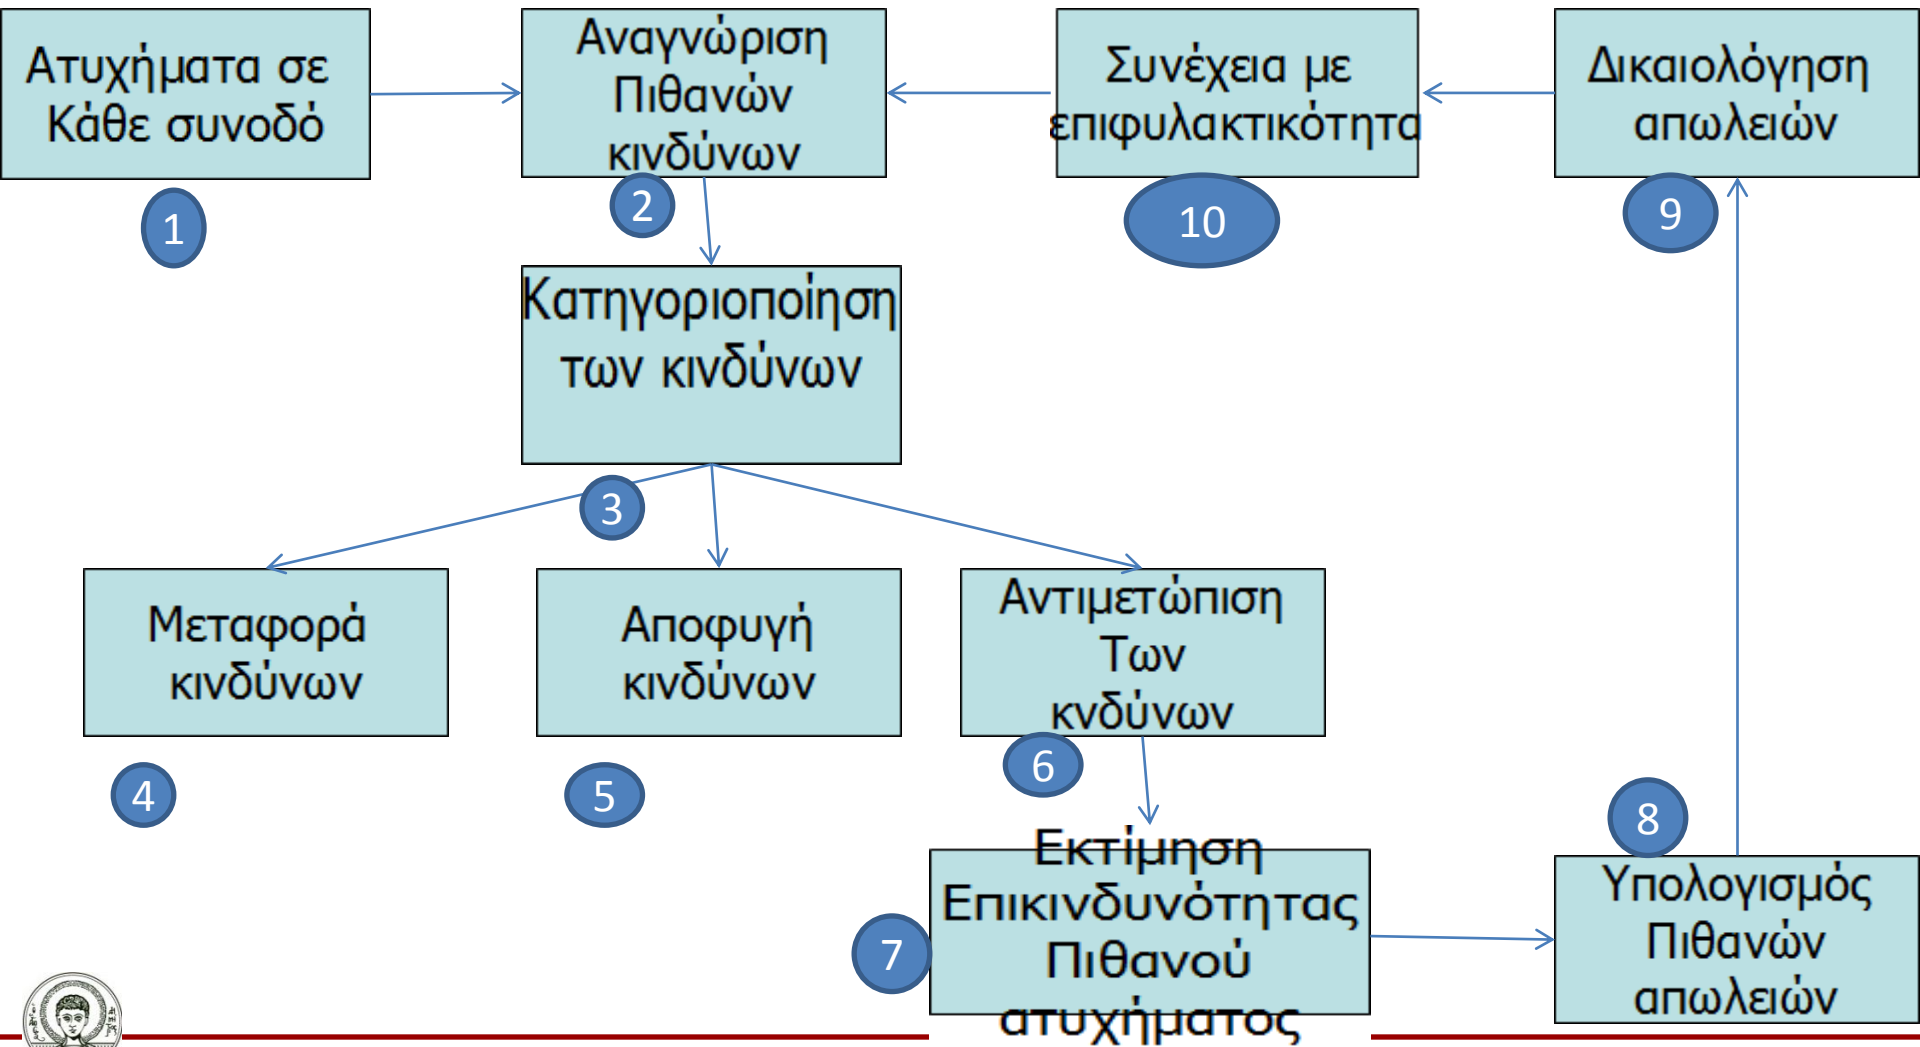 Ατυχήματα σε
Κάθε συνοδό
1
Αναγνώριση
Πιθανών
κινδύνων
2
Συνέχεια με
επιφυλακτικότητα
10
Δικαιολόγηση
απωλειών
9
Κατηγοριοποίηση
των κινδύνων
3
Μεταφορά
κινδύνων
4
Αποφυγή
κινδύνων
5
Αντιμετώπιση
Των
κνδύνων
6
Εκτίμηση
Επικινδυνότητας
Πιθανού
ατυχήματος
7
8
Υπολογισμός
Πιθανών
απωλειών